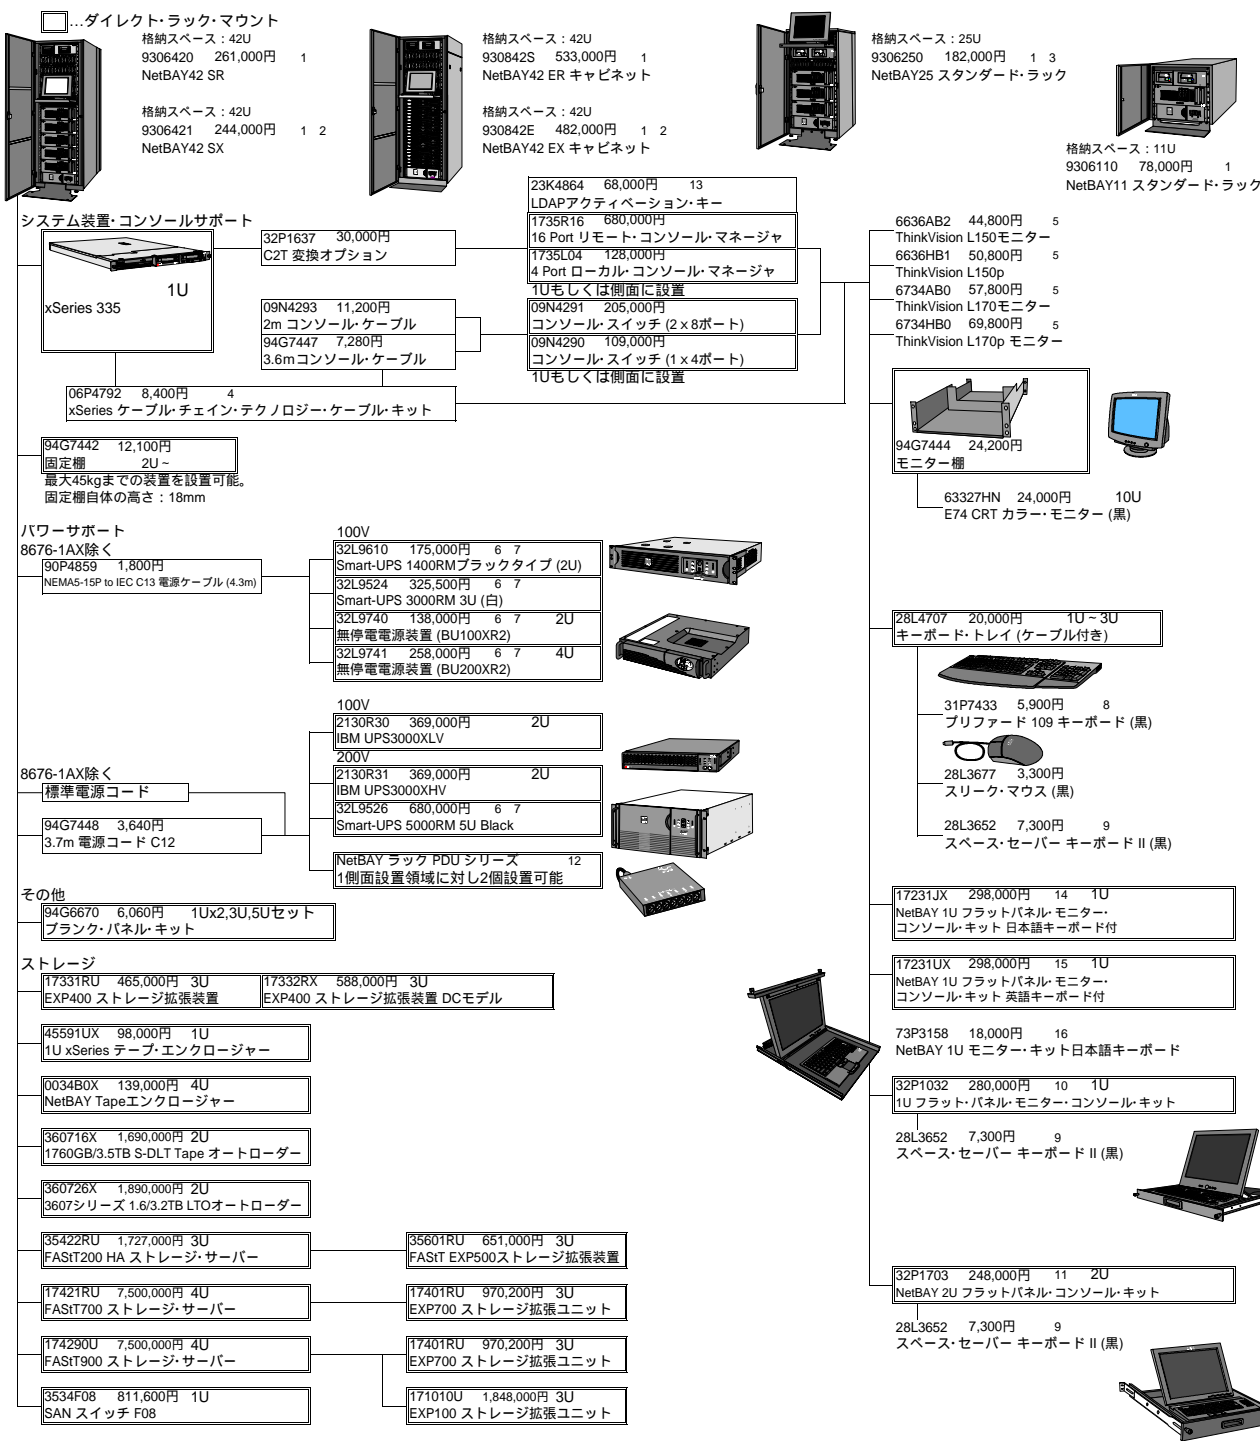 …ダイレクト・ラック・マウント
格納スペース：42U
9306420 261,000円 1
NetBAY42 SR
格納スペース：42U
9306421 244,000円 1 2
NetBAY42 SX
格納スペース：42U
930842S 533,000円 1
NetBAY42 ER キャビネット
格納スペース：42U
930842E 482,000円 1 2
NetBAY42 EX キャビネット
格納スペース：25U
9306250 182,000円 1 3
NetBAY25 スタンダード・ラック
格納スペース：11U
9306110 78,000円 1
NetBAY11 スタンダード・ラック
システム装置・コンソールサポート
1U
xSeries 335
32P1637 30,000円
C2T 変換オプション
09N4293 11,200円
2m コンソール・ケーブル
94G7447 7,280円
3.6mコンソール・ケーブル
23K4864 68,000円 13
LDAPアクティベーション・キー
1735R16 680,000円
16 Port リモート・コンソール・マネージャ
1735L04 128,000円
4 Port ローカル・コンソール・マネージャ
1Uもしくは側面に設置
09N4291 205,000円
コンソール・スイッチ (2 x 8ポート)
09N4290 109,000円
コンソール・スイッチ (1 x 4ポート)
1Uもしくは側面に設置
06P4792 8,400円 4
xSeries ケーブル・チェイン・テクノロジー・ケーブル・キット
94G7442 12,100円
固定棚 2U ~
最大45kgまでの装置を設置可能。
固定棚自体の高さ：18mm
6636AB2 44,800円 5
ThinkVision L150モニター
6636HB1 50,800円 5
ThinkVision L150p
6734AB0 57,800円 5
ThinkVision L170モニター
6734HB0 69,800円 5
ThinkVision L170p モニター
94G7444 24,200円
モニター棚
63327HN 24,000円 10U
E74 CRT カラー・モニター (黒)
パワーサポート
8676-1AX除く
90P4859 1,800円
NEMA5-15P to IEC C13 電源ケーブル (4.3m)
100V
32L9610 175,000円 6 7
Smart-UPS 1400RMブラックタイプ (2U)
32L9524 325,500円 6 7
Smart-UPS 3000RM 3U (白)
32L9740 138,000円 6 7 2U
無停電電源装置 (BU100XR2)
32L9741 258,000円 6 7 4U
無停電電源装置 (BU200XR2)
100V
2130R30 369,000円 2U
IBM UPS3000XLV
200V
2130R31 369,000円 2U
IBM UPS3000XHV
32L9526 680,000円 6 7
Smart-UPS 5000RM 5U Black
NetBAY ラック PDU シリーズ 12
1側面設置領域に対し2個設置可能
8676-1AX除く
標準電源コード
94G7448 3,640円
3.7m 電源コード C12
28L4707 20,000円 1U ~ 3U
キーボード・トレイ (ケーブル付き)
31P7433 5,900円 8
プリファード 109 キーボード (黒)
28L3677 3,300円
スリーク・マウス (黒)
28L3652 7,300円 9
スペース・セーバー キーボード II (黒)
その他
94G6670 6,060円 1Ux2,3U,5Uセット
ブランク・パネル・キット
ストレージ
17331RU 465,000円 3U
EXP400 ストレージ拡張装置
17332RX 588,000円 3U
EXP400 ストレージ拡張装置 DCモデル
45591UX 98,000円 1U
1U xSeries テープ・エンクロージャー
0034B0X 139,000円 4U
NetBAY Tapeエンクロージャー
360716X 1,690,000円 2U
1760GB/3.5TB S-DLT Tape オートローダー
360726X 1,890,000円 2U
3607シリーズ 1.6/3.2TB LTOオートローダー
35422RU 1,727,000円 3U
FAStT200 HA ストレージ・サーバー
35601RU 651,000円 3U
FAStT EXP500ストレージ拡張装置
17421RU 7,500,000円 4U
FAStT700 ストレージ・サーバー
17401RU 970,200円 3U
EXP700 ストレージ拡張ユニット
174290U 7,500,000円 4U
FAStT900 ストレージ・サーバー
17401RU 970,200円 3U
EXP700 ストレージ拡張ユニット
3534F08 811,600円 1U
SAN スイッチ F08
171010U 1,848,000円 3U
EXP100 ストレージ拡張ユニット
17231JX 298,000円 14 1U
NetBAY 1U フラットパネル・モニター・
コンソール・キット 日本語キーボード付
17231UX 298,000円 15 1U
NetBAY 1U フラットパネル・モニター・
コンソール・キット 英語キーボード付
73P3158 18,000円 16
NetBAY 1U モニター・キット日本語キーボード
32P1032 280,000円 10 1U
1U フラット・パネル・モニター・コンソール・キット
28L3652 7,300円 9
スペース・セーバー キーボード II (黒)
32P1703 248,000円 11 2U
NetBAY 2U フラットパネル・コンソール・キット
28L3652 7,300円 9
スペース・セーバー キーボード II (黒)